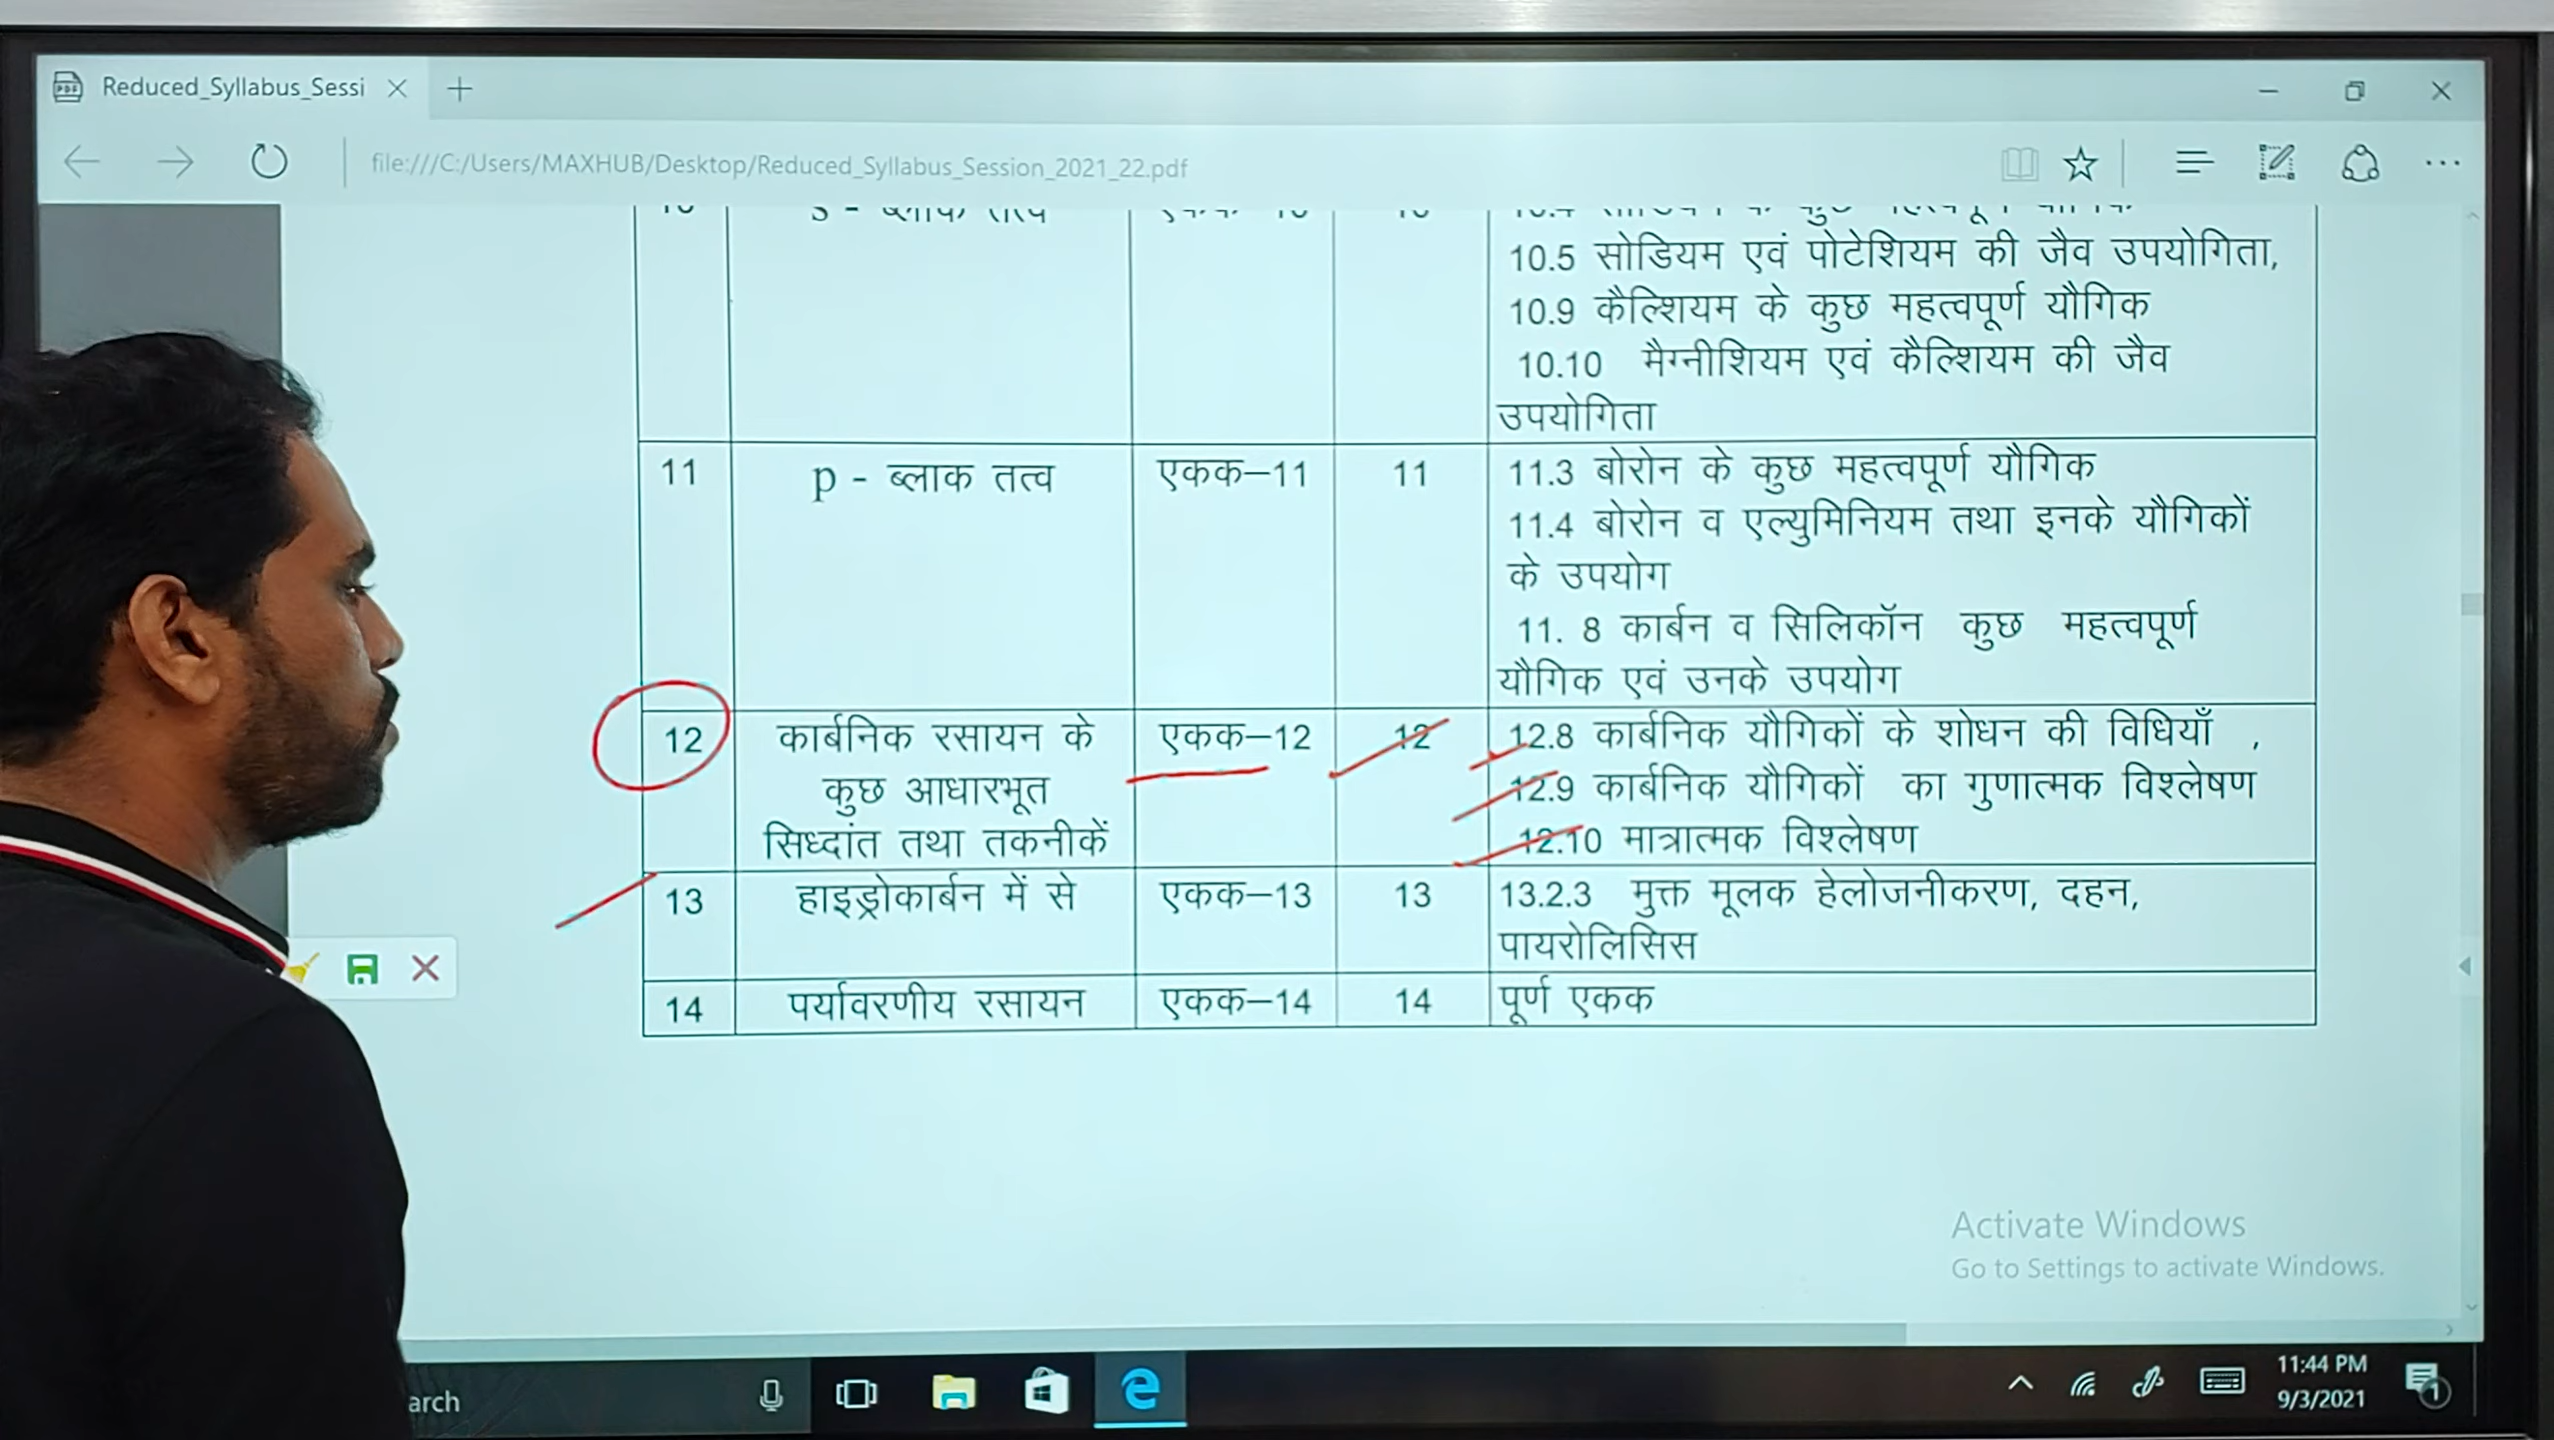 Reduced_Syllabus_Sessi
file:///C:/Users/MAXHUB/Desktop/Reduced_Syllabus_Session_2021_22.pdf
10.5 सोडियम एवं पोटेशियम की जैव उपयोगिता,
10.9 कैल्शियम के कुछ महत्वपूर्ण यौगिक
10.10 मैग्नीशियम एवं कैल्शियम की जैव
उपयोगिता
11 p - ब्लाक तत्व एकक–11 11 11.3 बोरोन के कुछ महत्वपूर्ण यौगिक
11.4 बोरोन व एल्युमिनियम तथा इनके यौगिकों
के उपयोग
11. 8 कार्बन व सिलिकॉन कुछ महत्वपूर्ण
यौगिक एवं उनके उपयोग
12 कार्बनिक रसायन के एकक–12 12 12.8 कार्बनिक यौगिकों के शोधन की विधियाँ ,
कुछ आधारभूत 12.9 कार्बनिक यौगिकों का गुणात्मक विश्लेषण
सिध्दांत तथा तकनीकें 12.10 मात्रात्मक विश्लेषण
13 हाइड्रोकार्बन में से एकक–13 13 13.2.3 मुक्त मूलक हेलोजनीकरण, दहन,
पायरोलिसिस
14 पर्यावरणीय रसायन एकक–14 14 पूर्ण एकक
Activate Windows
Go to Settings to activate Windows.
arch
11:44 PM
9/3/2021
1